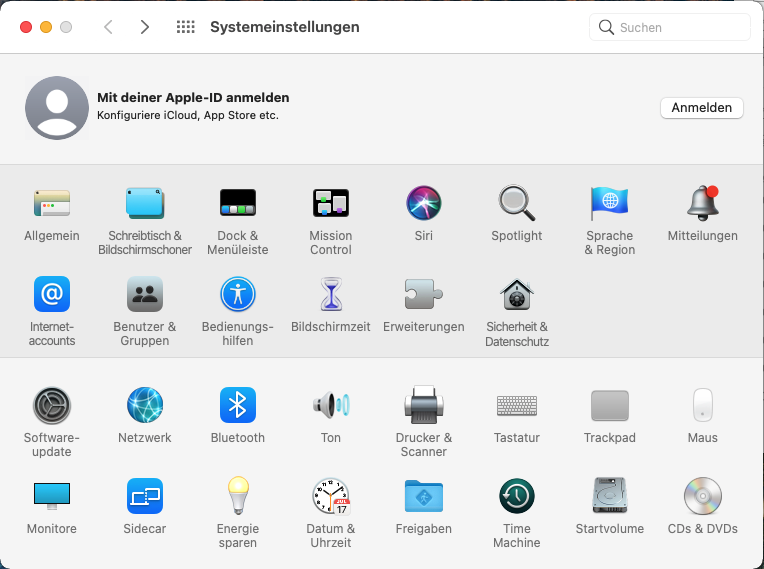 Systemeinstellungen
Suchen
Mit deiner Apple-ID anmelden
Konfiguriere iCloud, App Store etc.
Anmelden
Allgemein
Schreibtisch &
Bildschirmschoner
Dock &
Menüleiste
Mission
Control
Siri
Spotlight
Sprache
& Region
Mitteilungen
@
Internet-
accounts
Benutzer &
Gruppen
Bedienungs-
hilfen
Bildschirmzeit
Erweiterungen
Sicherheit &
Datenschutz
Software-
update
Netzwerk
Bluetooth
Ton
Drucker &
Scanner
Tastatur
Trackpad
Maus
Monitore
Sidecar
Energie
sparen
JUL
17
Datum &
Uhrzeit
Freigaben
Time
Machine
Startvolume
CDs & DVDs